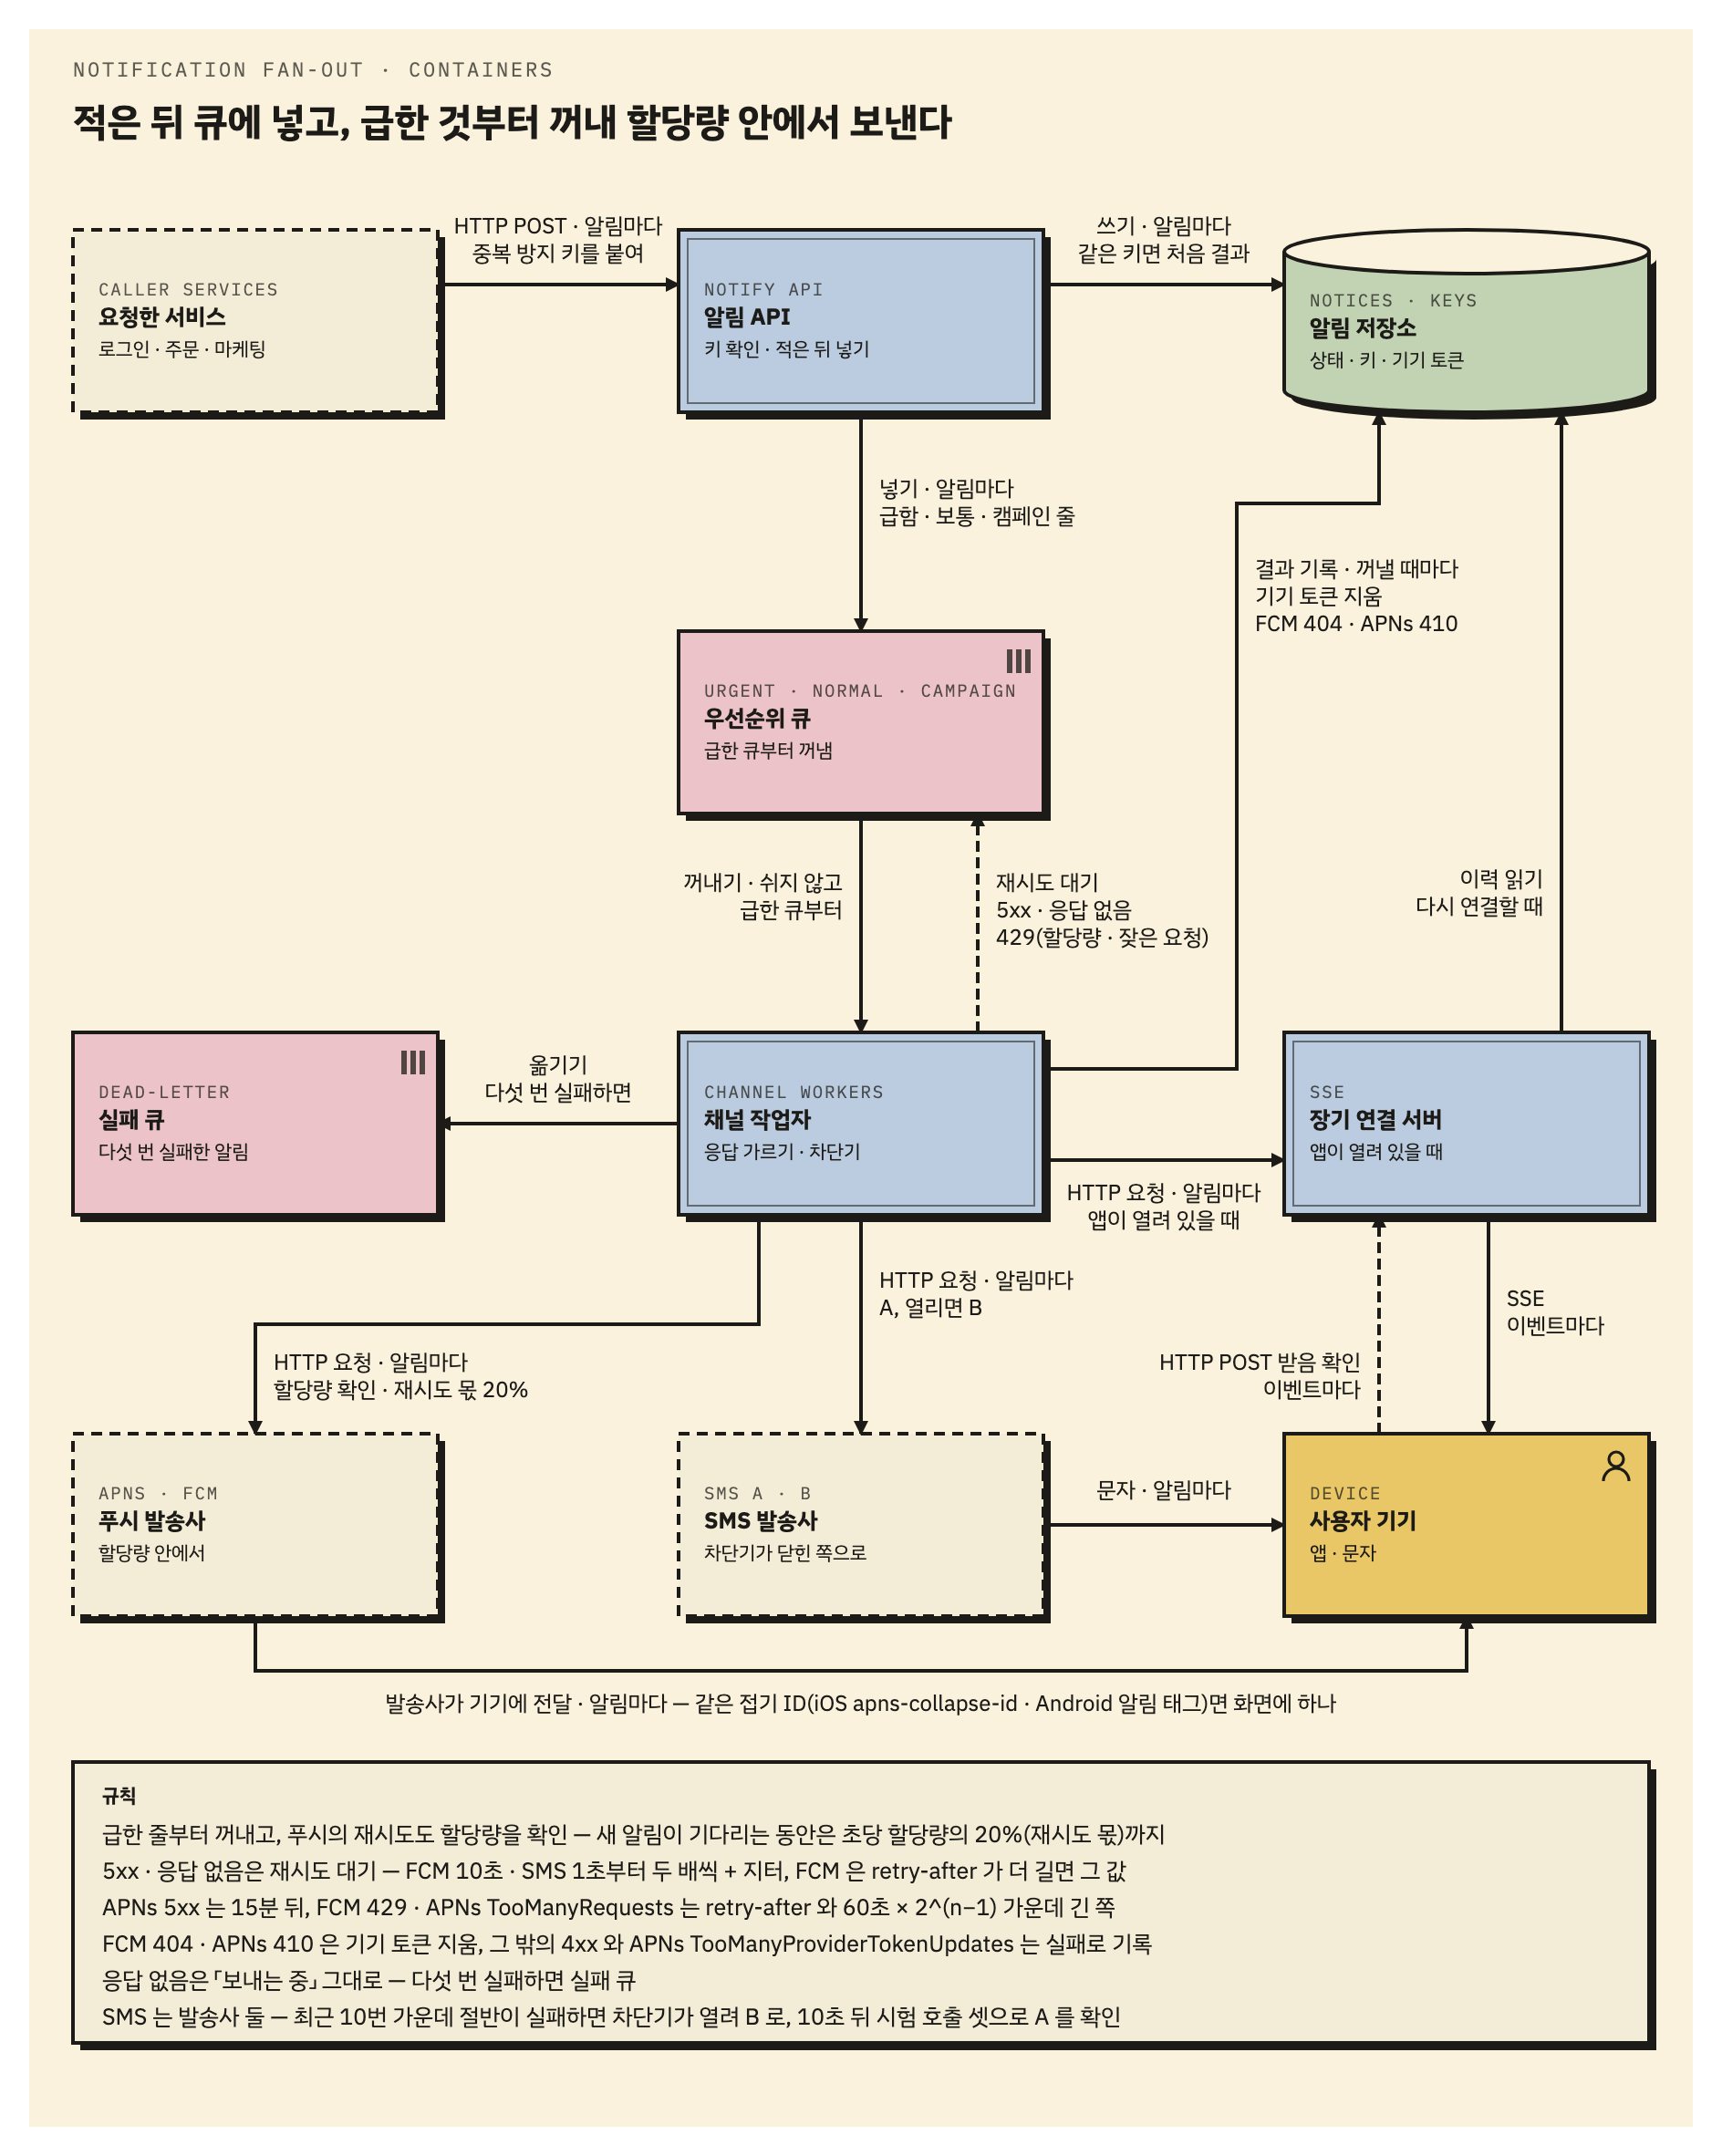 NOTIFICATION FAN-OUT · CONTAINERS
적은 뒤 큐에 넣고, 급한 것부터 꺼내 할당량 안에서 보낸다
CALLER SERVICES
요청한 서비스
로그인 · 주문 · 마케팅
HTTP POST · 알림마다
중복 방지 키를 붙여
NOTIFY API
알림 API
키 확인 · 적은 뒤 넣기
쓰기 · 알림마다
같은 키면 처음 결과
NOTICES · KEYS
알림 저장소
상태 · 키 · 기기 토큰
넣기 · 알림마다
급함 · 보통 · 캠페인 줄
결과 기록 · 꺼낼 때마다
기기 토큰 지움
FCM 404 · APNs 410
URGENT · NORMAL · CAMPAIGN
우선순위 큐
급한 큐부터 꺼냄
꺼내기 · 쉬지 않고
급한 큐부터
재시도 대기
5xx · 응답 없음
429(할당량 · 잦은 요청)
이력 읽기
다시 연결할 때
DEAD-LETTER
실패 큐
다섯 번 실패한 알림
옮기기
다섯 번 실패하면
CHANNEL WORKERS
채널 작업자
응답 가르기 · 차단기
HTTP 요청 · 알림마다
앱이 열려 있을 때
SSE
장기 연결 서버
앱이 열려 있을 때
HTTP 요청 · 알림마다
할당량 확인 · 재시도 몫 20%
HTTP 요청 · 알림마다
A, 열리면 B
HTTP POST 받음 확인
이벤트마다
SSE
이벤트마다
APNS · FCM
푸시 발송사
할당량 안에서
SMS A · B
SMS 발송사
차단기가 닫힌 쪽으로
문자 · 알림마다
DEVICE
사용자 기기
앱 · 문자
발송사가 기기에 전달 · 알림마다 — 같은 접기 ID(iOS apns-collapse-id · Android 알림 태그)면 화면에 하나
규칙
급한 줄부터 꺼내고, 푸시의 재시도도 할당량을 확인 — 새 알림이 기다리는 동안은 초당 할당량의 20%(재시도 몫)까지
5xx · 응답 없음은 재시도 대기 — FCM 10초 · SMS 1초부터 두 배씩 + 지터, FCM 은 retry-after 가 더 길면 그 값
APNs 5xx 는 15분 뒤, FCM 429 · APNs TooManyRequests 는 retry-after 와 60초 × 2^(n−1) 가운데 긴 쪽
FCM 404 · APNs 410 은 기기 토큰 지움, 그 밖의 4xx 와 APNs TooManyProviderTokenUpdates 는 실패로 기록
응답 없음은 「보내는 중」 그대로 — 다섯 번 실패하면 실패 큐
SMS 는 발송사 둘 — 최근 10번 가운데 절반이 실패하면 차단기가 열려 B 로, 10초 뒤 시험 호출 셋으로 A 를 확인